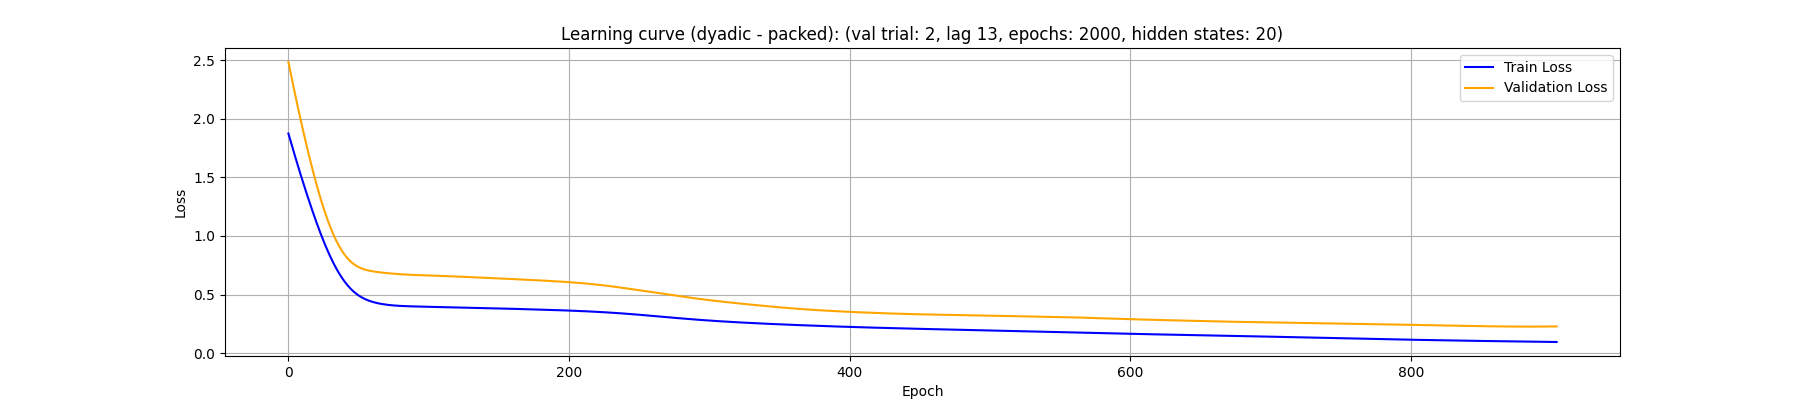 Learning curve (dyadic - packed): (val trial: 2, lag 13, epochs: 2000, hidden states: 20)
Train Loss
Validation Loss
2.5
2.0
1.5
1.0
0.5
0.0
Loss
0 200 400 600 800
Epoch